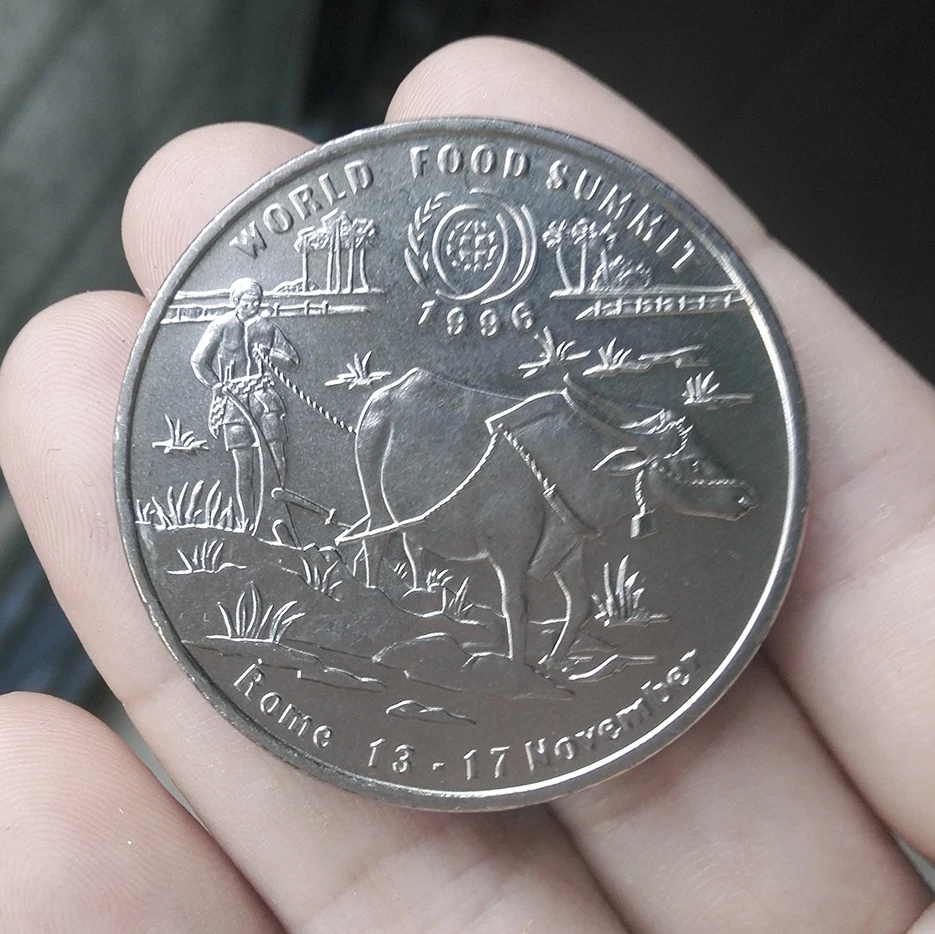 WORLD FOOD SUMMIT
1996
Rome 13 - 17 November